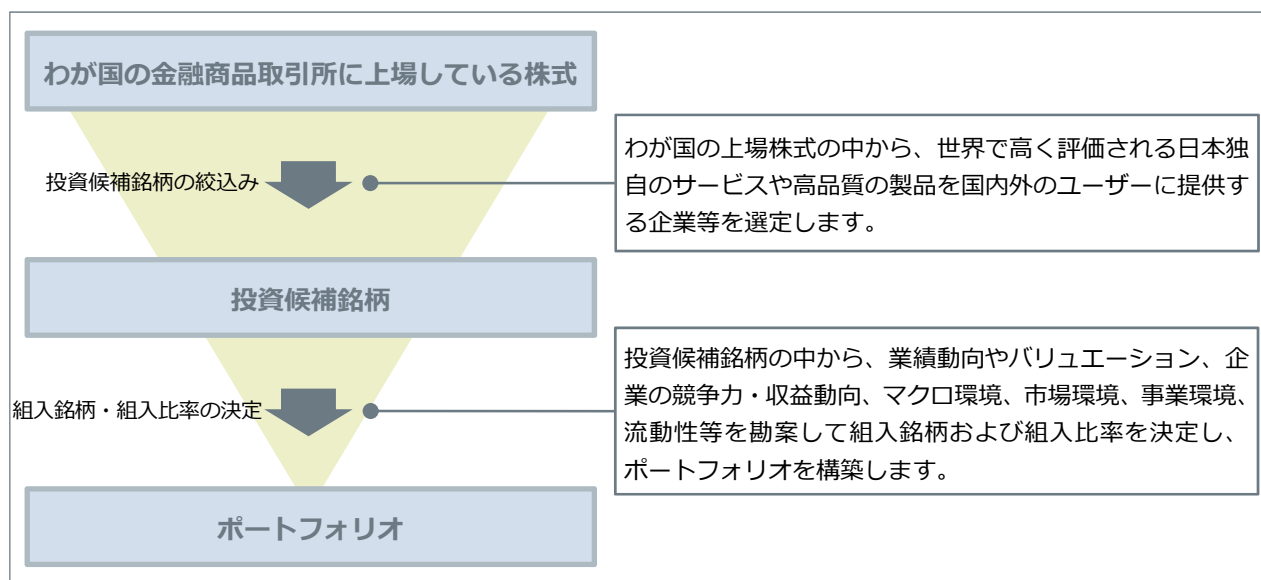 わが国の金融商品取引所に上場している株式
投資候補銘柄の絞込み
わが国の上場株式の中から、世界で高く評価される日本独
自のサービスや高品質の製品を国内外のユーザーに提供す
る企業等を選定します。
投資候補銘柄
組入銘柄・組入比率の決定
投資候補銘柄の中から、業績動向やバリュエーション、企
業の競争力・収益動向、マクロ環境、市場環境、事業環境、
流動性等を勘案して組入銘柄および組入比率を決定し、
ポートフォリオを構築します。
ポートフォリオ